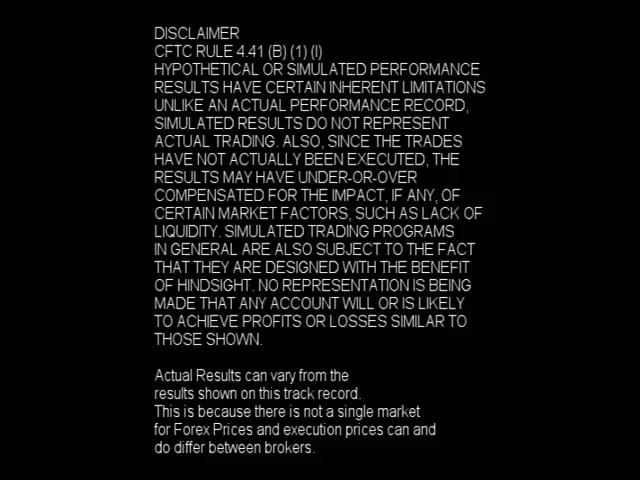 DISCLAIMER
CFTC RULE 4.41 (B) (1) (I)
HYPOTHETICAL OR SIMULATED PERFORMANCE
RESULTS HAVE CERTAIN INHERENT LIMITATIONS
UNLIKE AN ACTUAL PERFORMANCE RECORD,
SIMULATED RESULTS DO NOT REPRESENT
ACTUAL TRADING. ALSO, SINCE THE TRADES
HAVE NOT ACTUALLY BEEN EXECUTED, THE
RESULTS MAY HAVE UNDER-OR-OVER
COMPENSATED FOR THE IMPACT, IF ANY, OF
CERTAIN MARKET FACTORS, SUCH AS LACK OF
LIQUIDITY. SIMULATED TRADING PROGRAMS
IN GENERAL ARE ALSO SUBJECT TO THE FACT
THAT THEY ARE DESIGNED WITH THE BENEFIT
OF HINDSIGHT. NO REPRESENTATION IS BEING
MADE THAT ANY ACCOUNT WILL OR IS LIKELY
TO ACHIEVE PROFITS OR LOSSES SIMILAR TO
THOSE SHOWN.
Actual Results can vary from the
results shown on this track record.
This is because there is not a single market
for Forex Prices and execution prices can and
do differ between brokers.